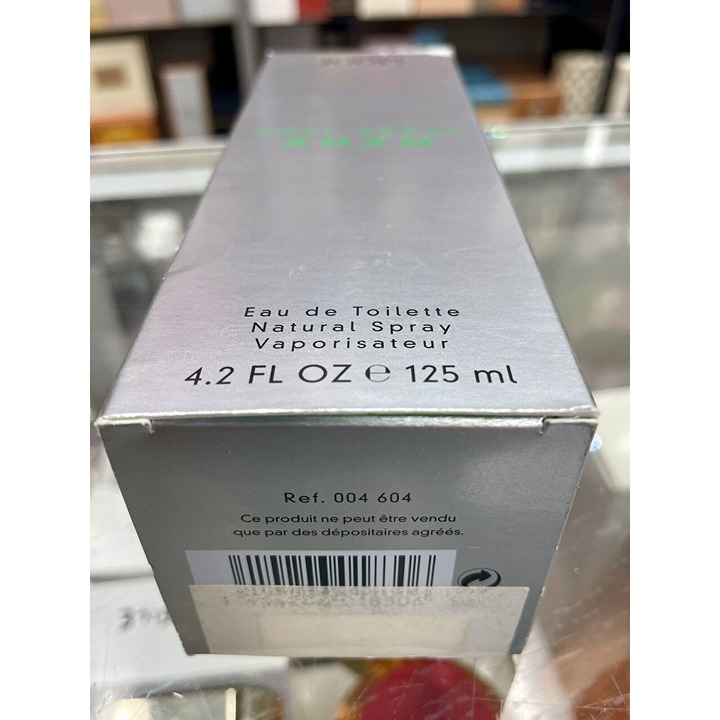 ADAM
Eau de Toilette
Natural Spray
Vaporisateur
4.2 FL OZ e 125 ml
Ref. 004 604
Ce produit ne peut être vendu
que par des dépositaires agréés.